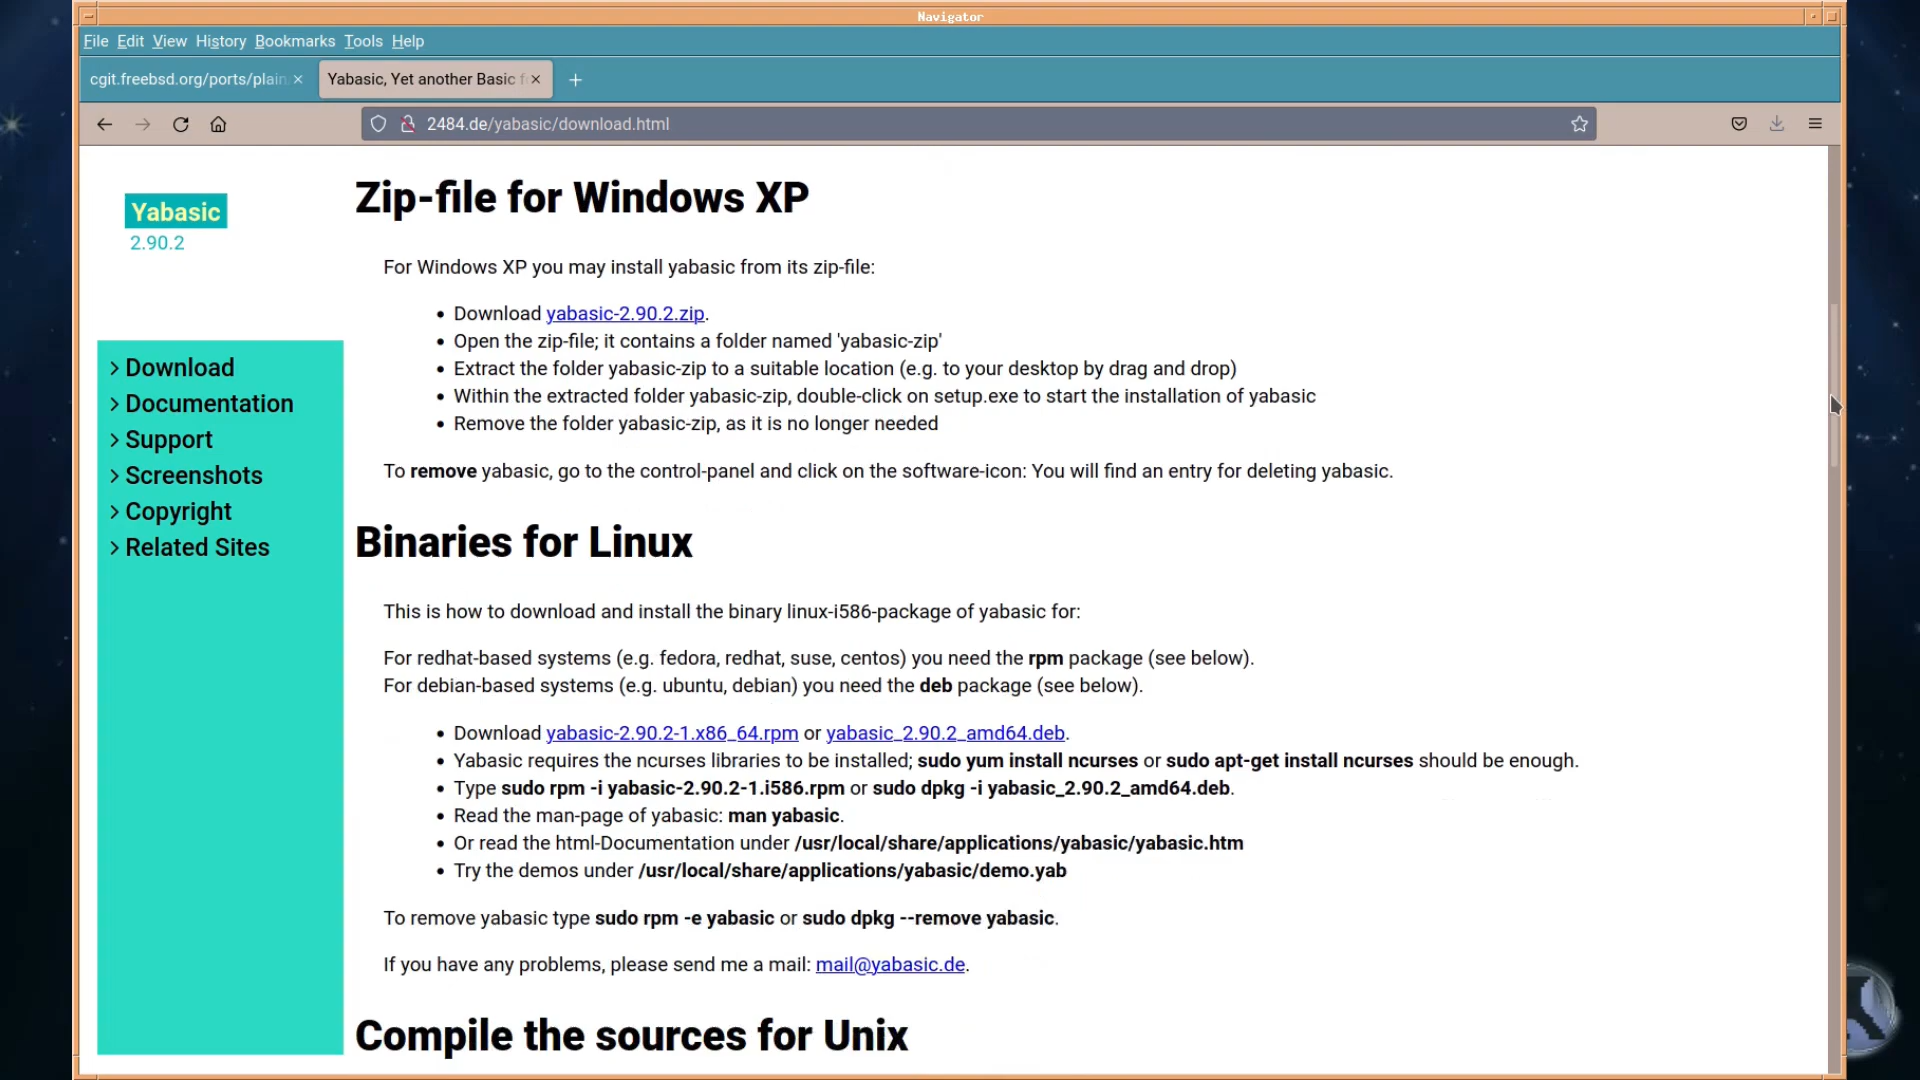 Navigator
File Edit View History Bookmarks Tools Help
cgit.freebsd.org/ports/plain
Yabasic, Yet another Basic f
2484.de/yabasic/download.html
Yabasic
2.90.2
Download
Documentation
Support
Screenshots
Copyright
Related Sites
Zip-file for Windows XP
For Windows XP you may install yabasic from its zip-file:
• Download yabasic-2.90.2.zip.
• Open the zip-file; it contains a folder named 'yabasic-zip'
• Extract the folder yabasic-zip to a suitable location (e.g. to your desktop by drag and drop)
• Within the extracted folder yabasic-zip, double-click on setup.exe to start the installation of yabasic
• Remove the folder yabasic-zip, as it is no longer needed
To remove yabasic, go to the control-panel and click on the software-icon: You will find an entry for deleting yabasic.
Binaries for Linux
This is how to download and install the binary linux-i586-package of yabasic for:
For redhat-based systems (e.g. fedora, redhat, suse, centos) you need the rpm package (see below).
For debian-based systems (e.g. ubuntu, debian) you need the deb package (see below).
• Download yabasic-2.90.2-1.x86_64.rpm or yabasic_2.90.2_amd64.deb.
• Yabasic requires the ncurses libraries to be installed; sudo yum install ncurses or sudo apt-get install ncurses should be enough.
• Type sudo rpm -i yabasic-2.90.2-1.i586.rpm or sudo dpkg -i yabasic_2.90.2_amd64.deb.
• Read the man-page of yabasic: man yabasic.
• Or read the html-Documentation under /usr/local/share/applications/yabasic/yabasic.htm
• Try the demos under /usr/local/share/applications/yabasic/demo.yab
To remove yabasic type sudo rpm -e yabasic or sudo dpkg --remove yabasic.
If you have any problems, please send me a mail: mail@yabasic.de.
Compile the sources for Unix